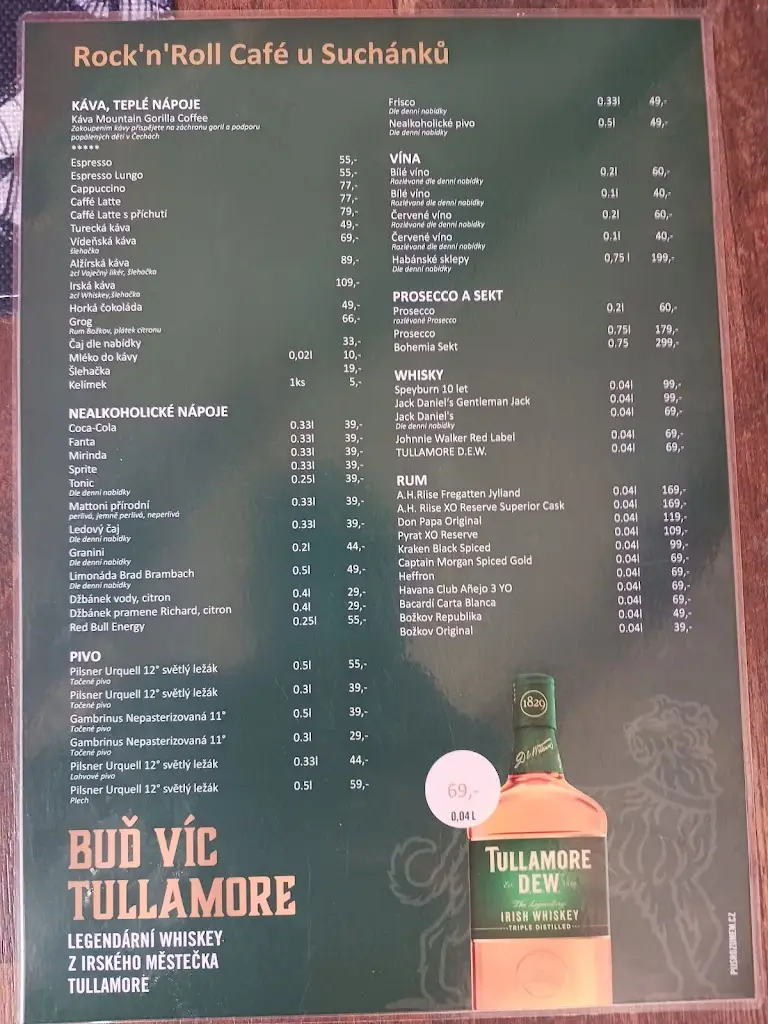 Rock'n'Roll Café u Suchánků
KÁVA, TEPLÉ NÁPOJE
Káva Mountain Gorilla Coffee
Zakoupením kávy přispějete na záchranu goril a podporu
popálených dětí v Čechách
*****
Espresso 55,-
Espresso Lungo 55,-
Cappuccino 77,-
Caffé Latte 77,-
Caffé Latte s příchutí 79,-
Turecká káva 49,-
Vídeňská káva 69,-
šlehačka
Alžírská káva 89,-
2cl Vaječný likér, šlehačka
Irská káva 109,-
2cl Whiskey,šlehačka
Horká čokoláda 49,-
Grog 66,-
Rum Božkov, plátek citronu
Čaj dle nabídky 33,-
Mléko do kávy 0,02l 10,-
Šlehačka 19,-
Kelímek 1ks 5,-
NEALKOHOLICKÉ NÁPOJE
Coca-Cola 0.33l 39,-
Fanta 0.33l 39,-
Mirinda 0.33l 39,-
Sprite 0.33l 39,-
Tonic 0.25l 39,-
Dle denní nabídky
Mattoni přírodní 0.33l 39,-
perlivá, jemně perlivá, neperlivá
Ledový čaj 0.33l 39,-
Dle denní nabídky
Granini 0.2l 44,-
Dle denní nabídky
Limonáda Brad Brambach 0.5l 49,-
Dle denní nabídky
Džbánek vody, citron 0.4l 29,-
Džbánek pramene Richard, citron 0.4l 29,-
Red Bull Energy 0.25l 55,-
PIVO
Pilsner Urquell 12° světlý ležák 0.5l 55,-
Točené pivo
Pilsner Urquell 12° světlý ležák 0.3l 39,-
Točené pivo
Gambrinus Nepasterizovaná 11° 0.5l 39,-
Točené pivo
Gambrinus Nepasterizovaná 11° 0.3l 29,-
Točené pivo
Pilsner Urquell 12° světlý ležák 0.33l 44,-
Lahvové pivo
Pilsner Urquell 12° světlý ležák 0.5l 59,-
Plech
Frisco 0.33l 49,-
Dle denní nabídky
Nealkoholické pivo 0.5l 49,-
Dle denní nabídky
VÍNA
Bílé víno 0.2l 60,-
Rozlévané dle denní nabídky
Bílé víno 0.1l 40,-
Rozlévané dle denní nabídky
Červené víno 0.2l 60,-
Rozlévané dle denní nabídky
Červené víno 0.1l 40,-
Rozlévané dle denní nabídky
Habánské sklepy 0,75 l 199,-
Dle denní nabídky
PROSECCO A SEKT
Prosecco 0.2l 60,-
rozlévané Prosecco
Prosecco 0.75l 179,-
Bohemia Sekt 0.75 299,-
WHISKY
Speyburn 10 let 0.04l 99,-
Jack Daniel's Gentleman Jack 0.04l 99,-
Jack Daniel's 0.04l 69,-
Dle denní nabídky
Johnnie Walker Red Label 0.04l 69,-
TULLAMORE D.E.W. 0.04l 69,-
RUM
A.H.Riise Fregatten Jylland 0.04l 169,-
A.H. Riise XO Reserve Superior Cask 0.04l 169,-
Don Papa Original 0.04l 119,-
Pyrat XO Reserve 0.04l 109,-
Kraken Black Spiced 0.04l 99,-
Captain Morgan Spiced Gold 0.04l 69,-
Heffron 0.04l 69,-
Havana Club Añejo 3 YO 0.04l 69,-
Bacardi Carta Blanca 0.04l 69,-
Božkov Republika 0.04l 49,-
Božkov Original 0.04l 39,-
BUĎ VÍC
TULLAMORE
LEGENDÁRNÍ WHISKEY
Z IRSKÉHO MĚSTEČKA
TULLAMORE
69,-
0,04 L
1829
TULLAMORE
DEW
The Legendary
IRISH WHISKEY
TRIPLE DISTILLED
PIJSROZUMEM.CZ